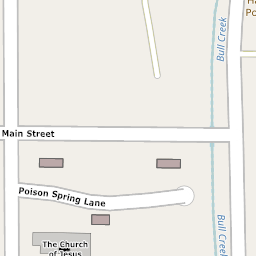 Bull Creek
Main Street
Poison Spring Lane
Bull Creek
The Church
of Jesus